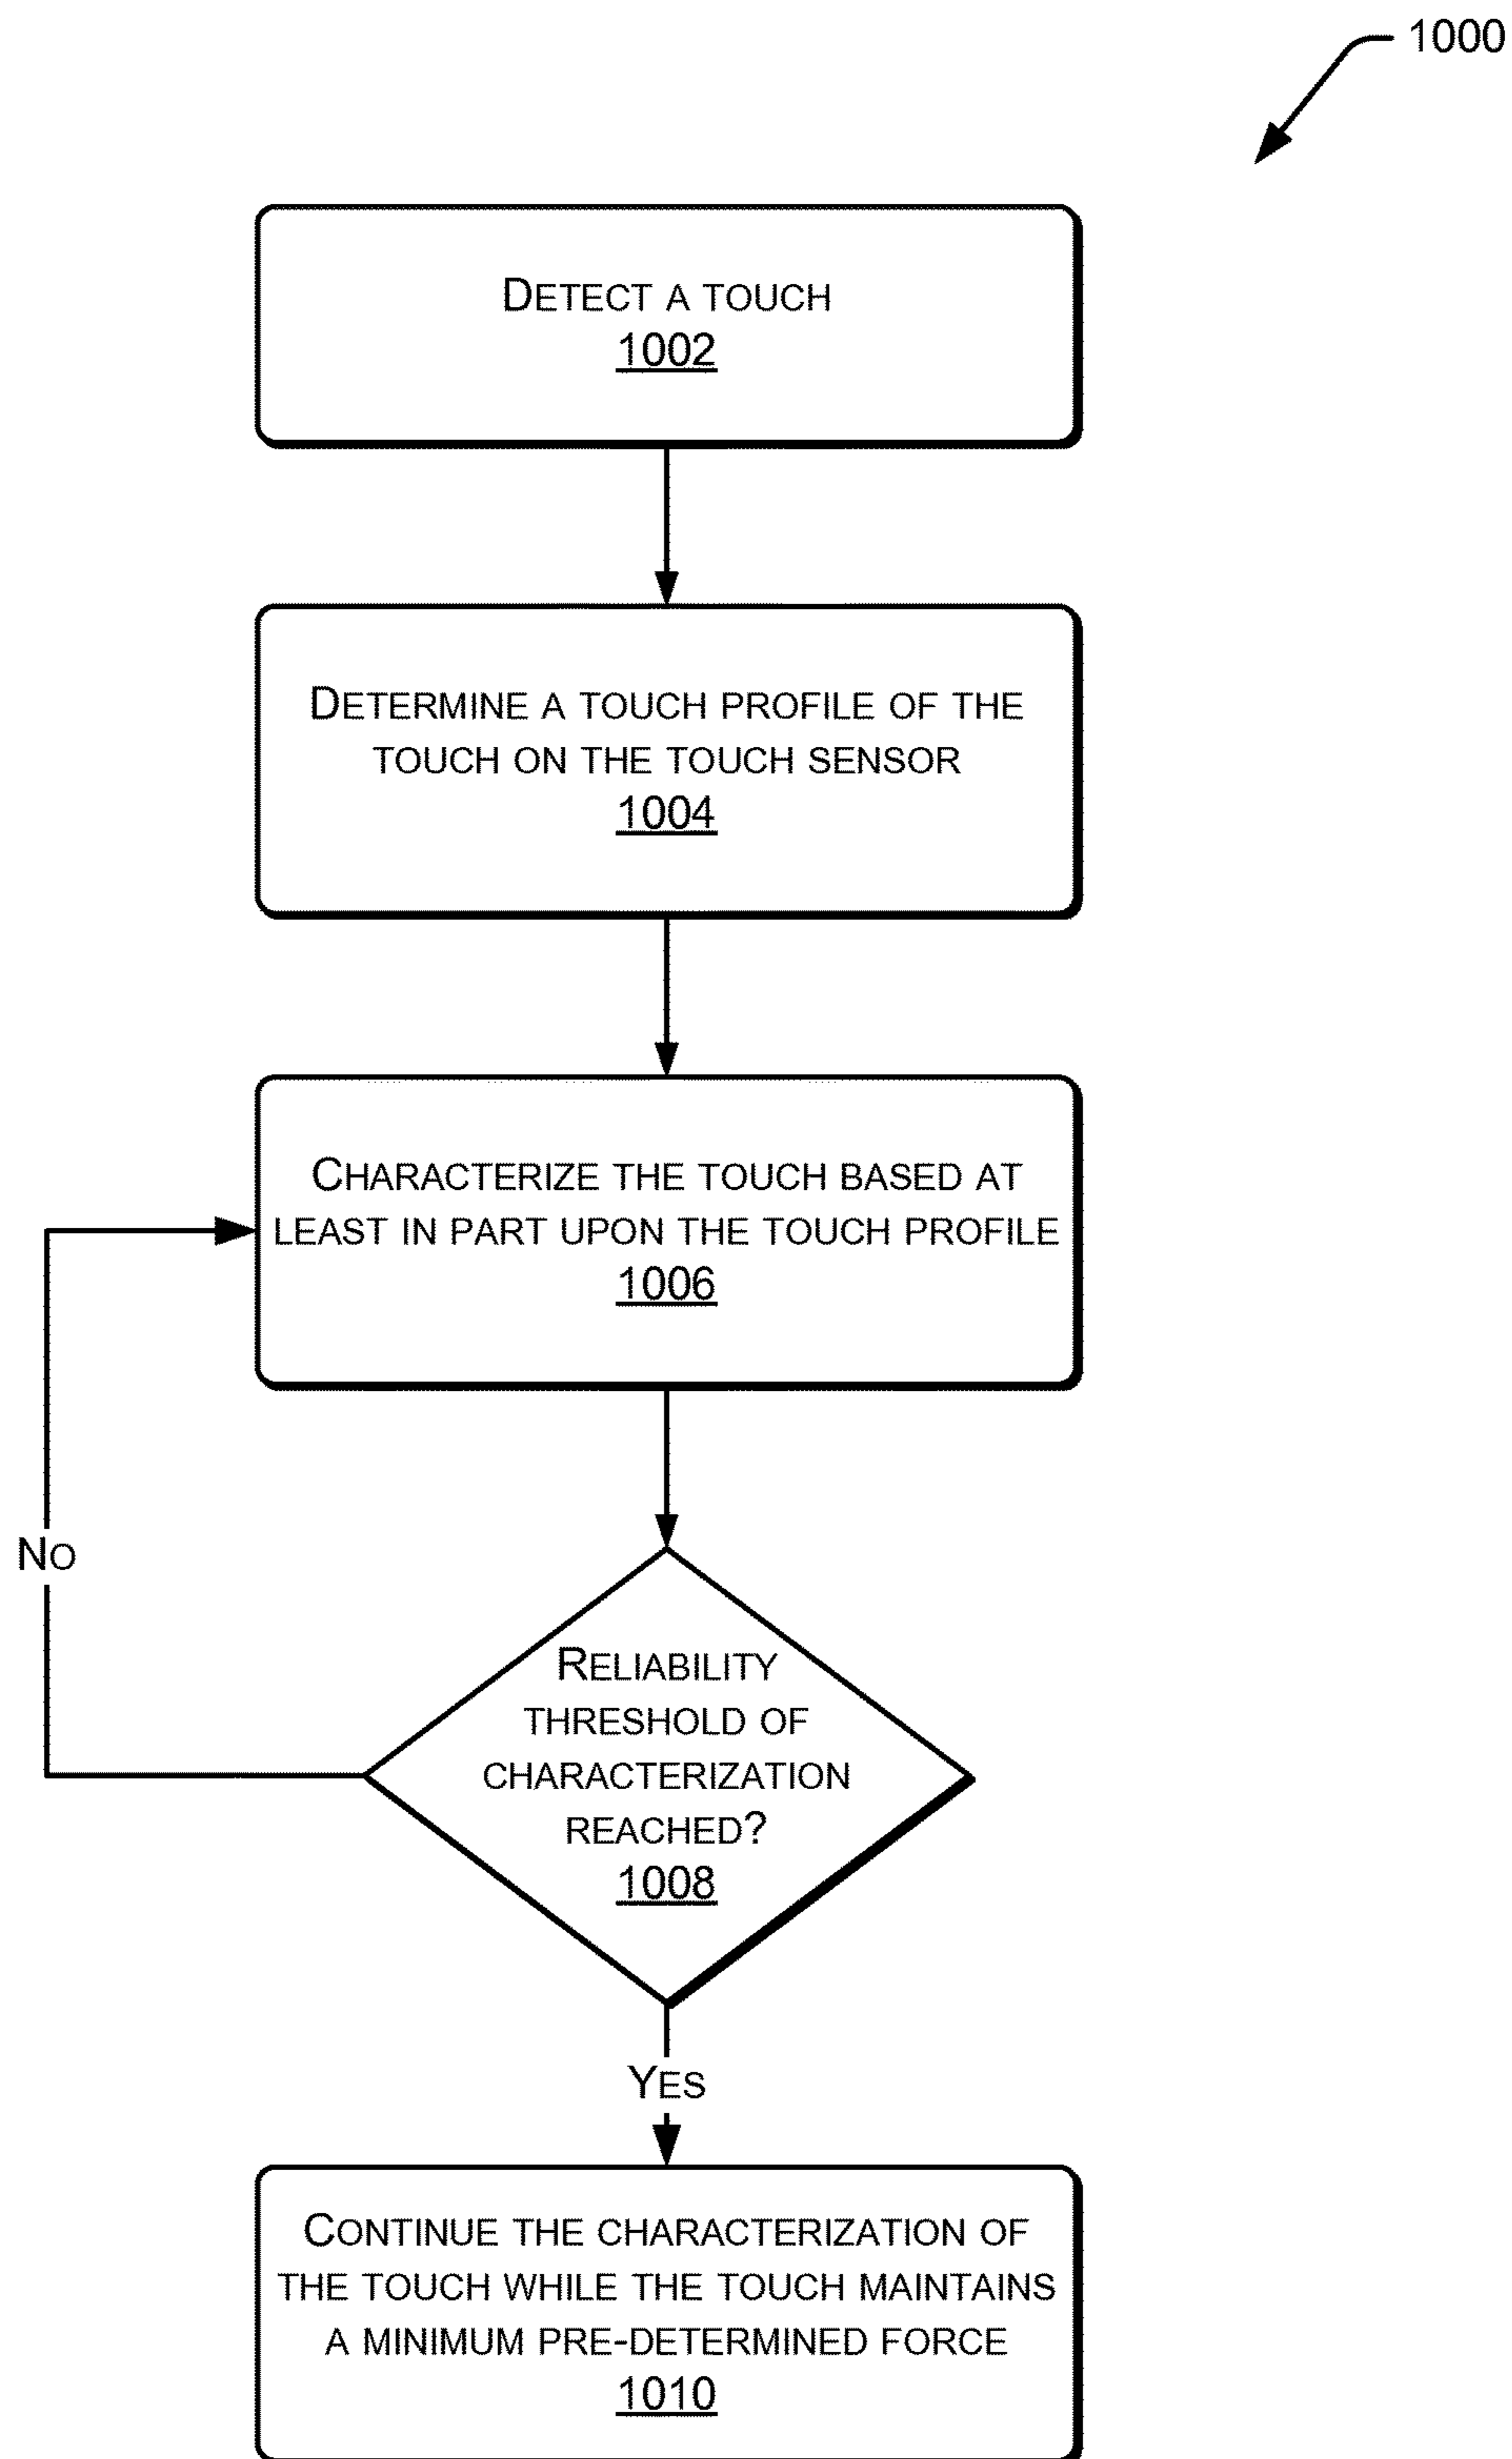 1000
DETECT A TOUCH
1002
DETERMINE A TOUCH PROFILE OF THE
TOUCH ON THE TOUCH SENSOR
1004
CHARACTERIZE THE TOUCH BASED AT
LEAST IN PART UPON THE TOUCH PROFILE
1006
NO
RELIABILITY
THRESHOLD OF
CHARACTERIZATION
REACHED?
1008
YES
CONTINUE THE CHARACTERIZATION OF
THE TOUCH WHILE THE TOUCH MAINTAINS
A MINIMUM PRE-DETERMINED FORCE
1010